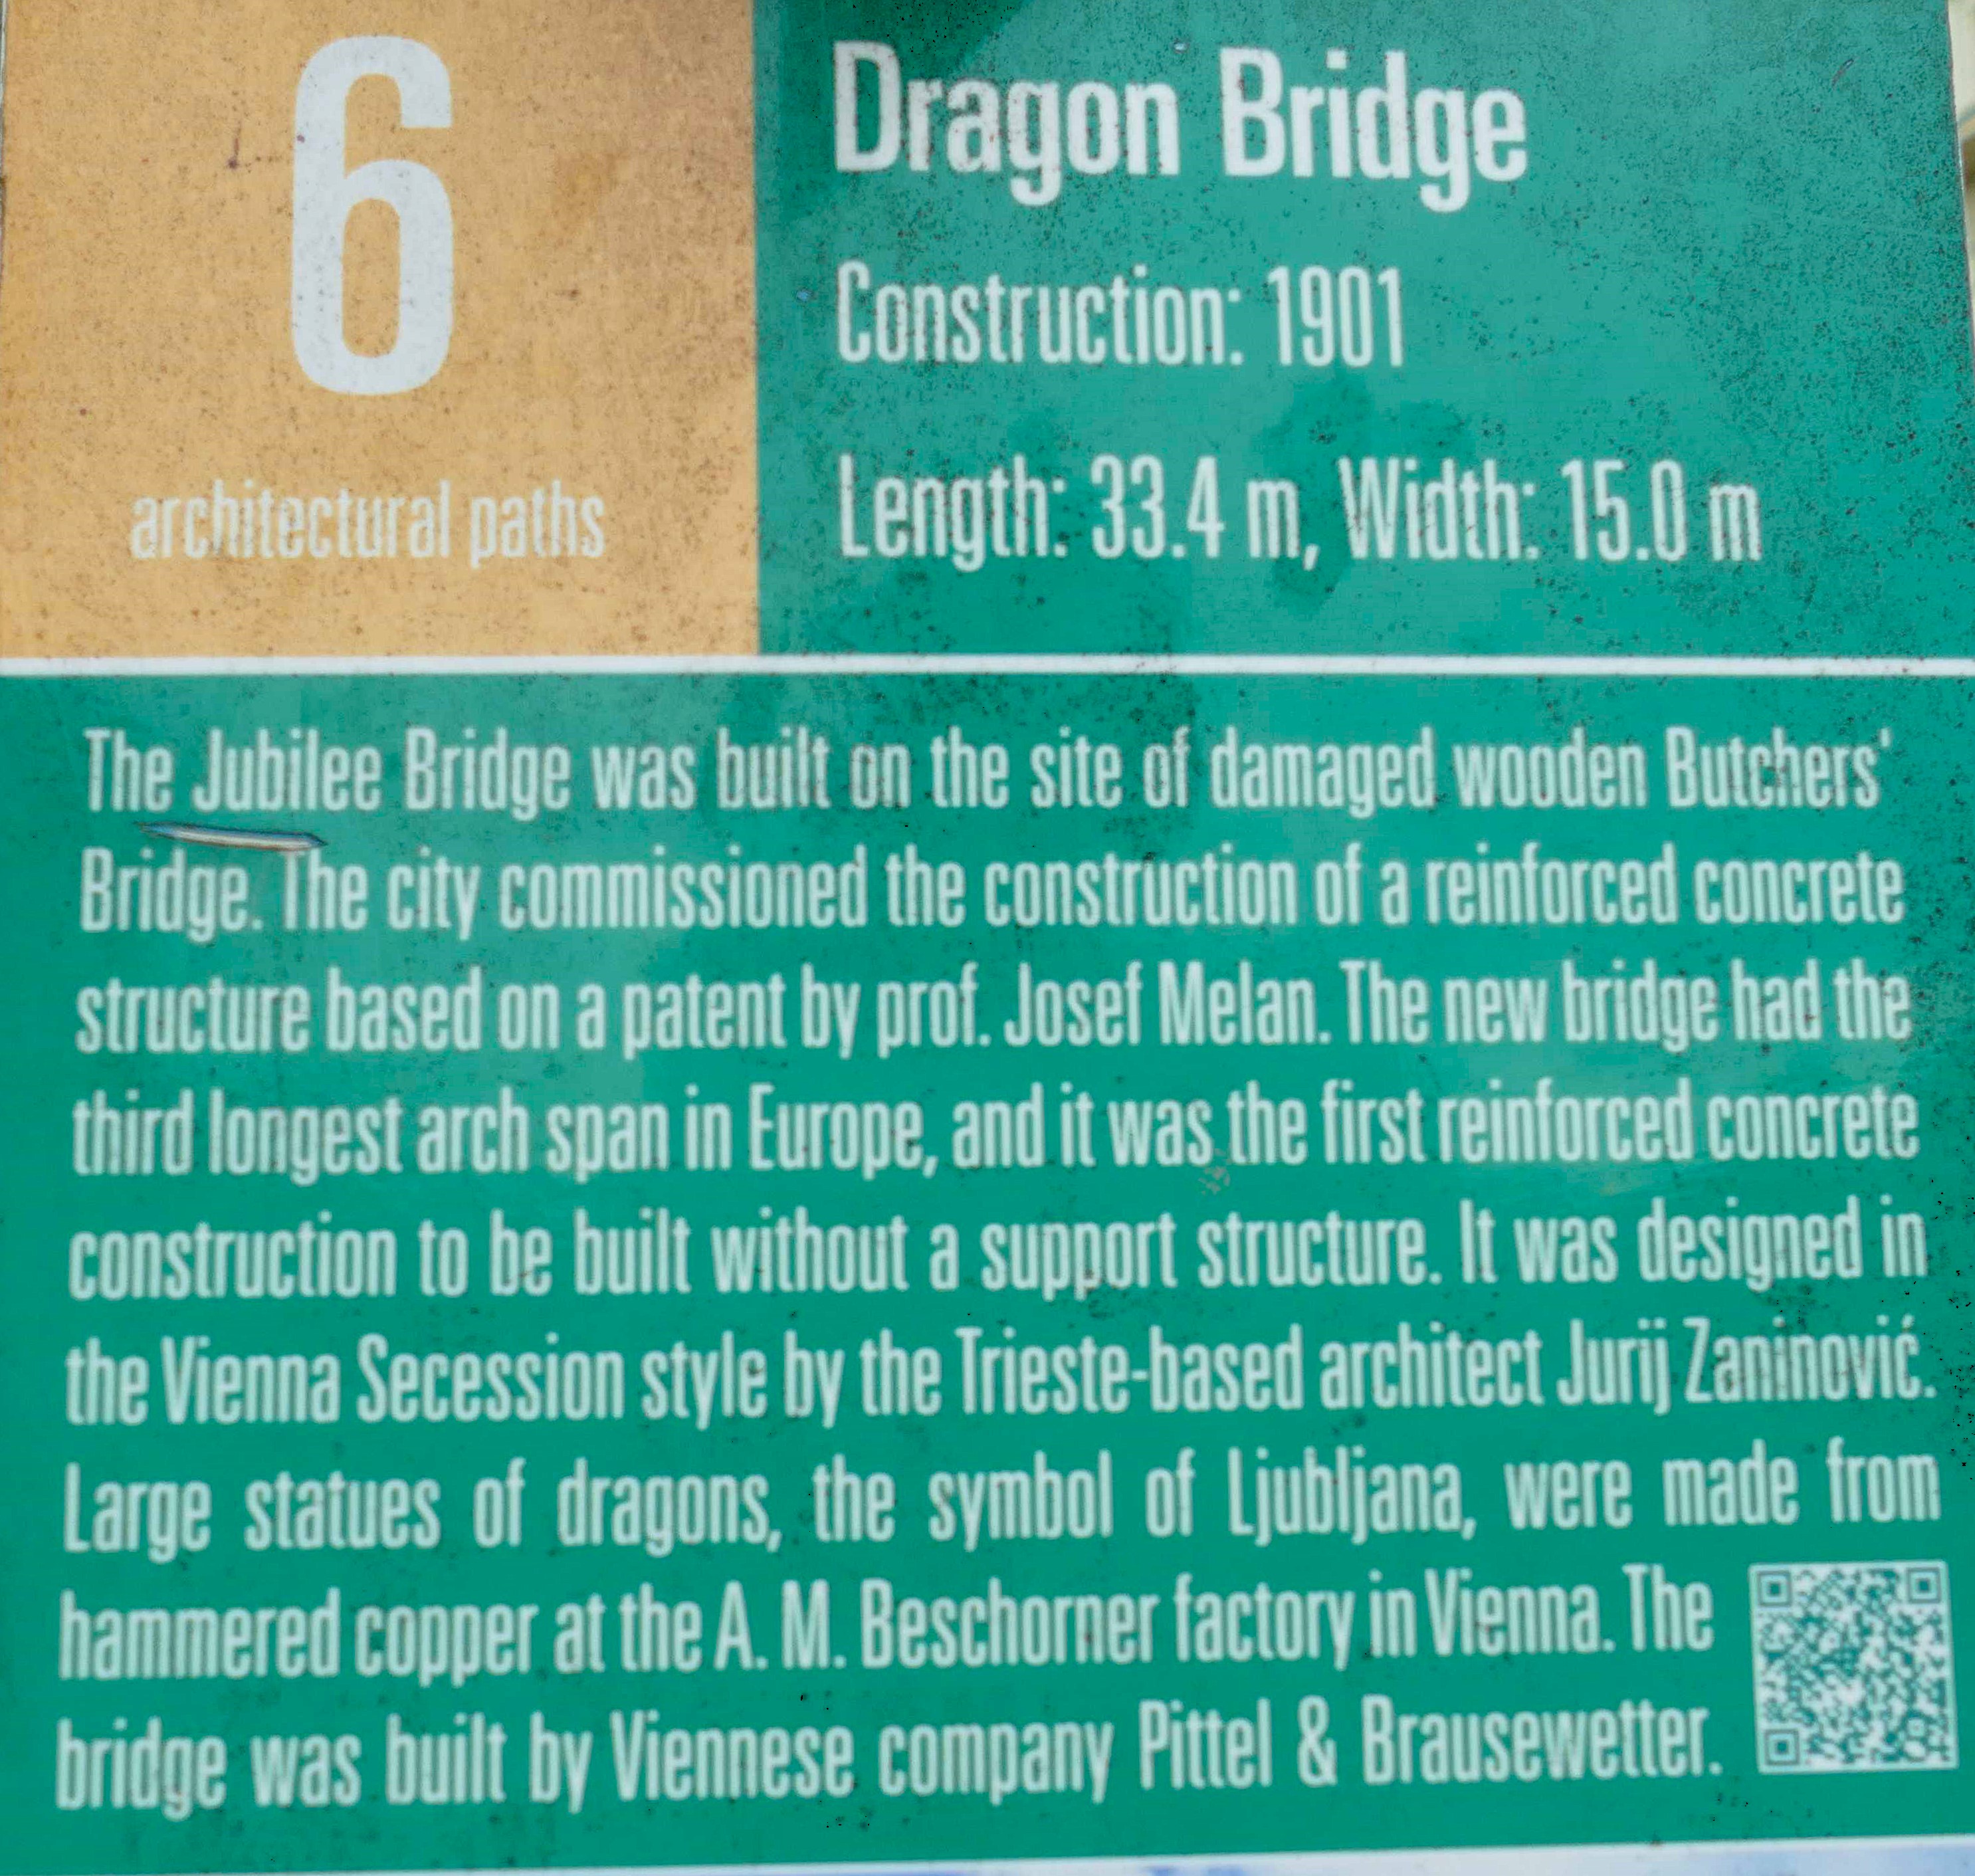 6
architectural paths
Dragon Bridge
Construction: 1901
Length: 33.4 m, Width: 15.0 m
The Jubilee Bridge was built on the site of damaged wooden Butchers'
Bridge. The city commissioned the construction of a reinforced concrete
structure based on a patent by prof. Josef Melan. The new bridge had the
third longest arch span in Europe, and it was the first reinforced concrete
construction to be built without a support structure. It was designed in
the Vienna Secession style by the Trieste-based architect Jurij Zaninović.
Large statues of dragons, the symbol of Ljubljana, were made from
hammered copper at the A. M. Beschorner factory in Vienna. The
bridge was built by Viennese company Pittel & Brausewetter.